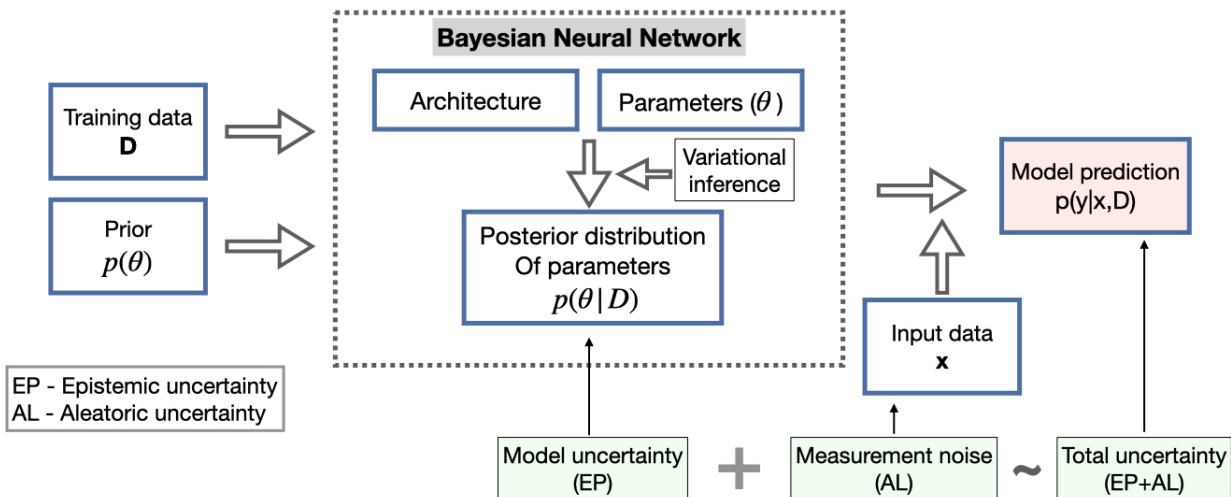 Bayesian Neural Network
Training data
D
Architecture
Parameters (θ)
Variational
inference
Prior
p(θ)
Posterior distribution
Of parameters
p(θ|D)
Model prediction
p(y|x,D)
Input data
x
EP - Epistemic uncertainty
AL - Aleatoric uncertainty
Model uncertainty
(EP)
+
Measurement noise
(AL)
~
Total uncertainty
(EP+AL)